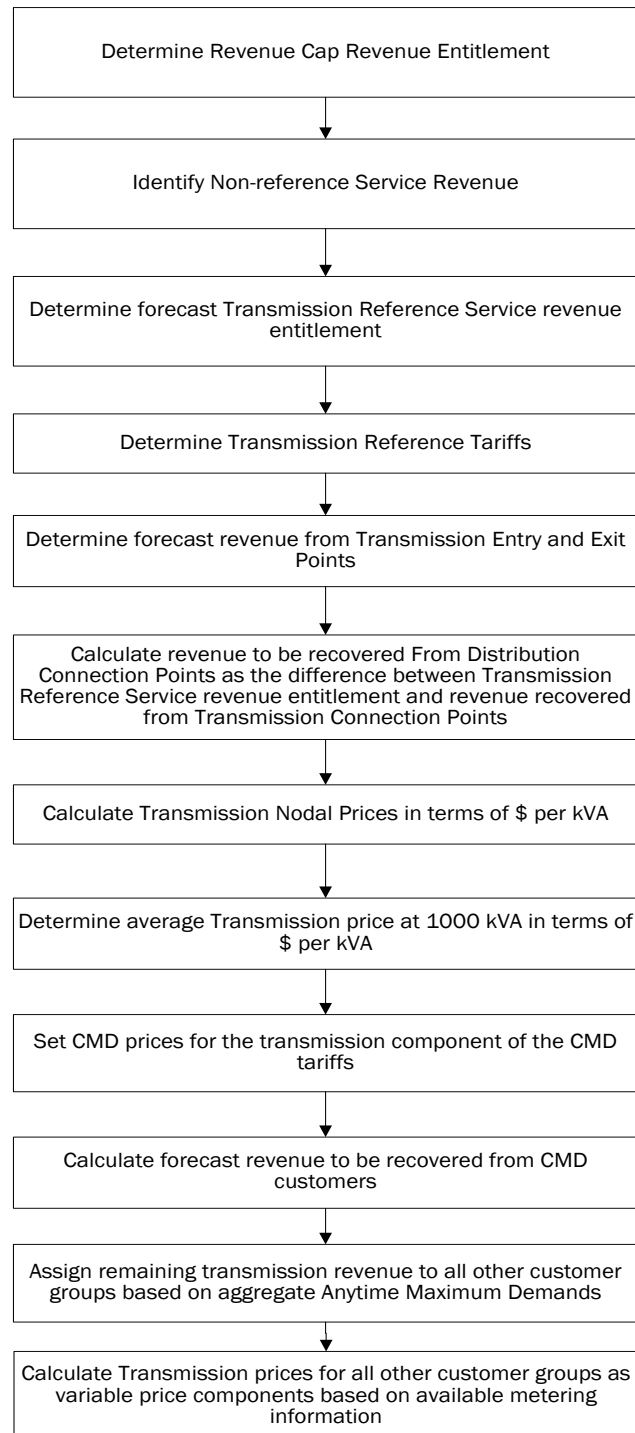 Determine Revenue Cap Revenue Entitlement
Identify Non-reference Service Revenue
Determine forecast Transmission Reference Service revenue
entitlement
Determine Transmission Reference Tariffs
Determine forecast revenue from Transmission Entry and Exit
Points
Calculate revenue to be recovered From Distribution
Connection Points as the difference between Transmission
Reference Service revenue entitlement and revenue recovered
from Transmission Connection Points
Calculate Transmission Nodal Prices in terms of $ per kVA
Determine average Transmission price at 1000 kVA in terms of
$ per kVA
Set CMD prices for the transmission component of the CMD
tariffs
Calculate forecast revenue to be recovered from CMD
customers
Assign remaining transmission revenue to all other customer
groups based on aggregate Anytime Maximum Demands
Calculate Transmission prices for all other customer groups as
variable price components based on available metering
information